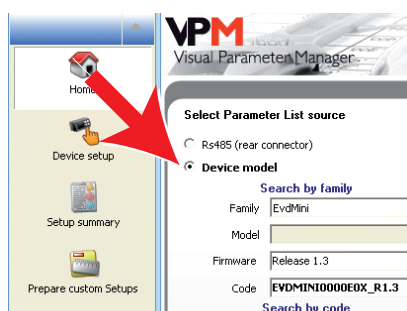 VPM
Visual Parameter Manager
Home
Select Parameter List source
Rs485 (rear connector)
Device setup
Device model
Search by family
Family EvdMini
Setup summary
Model
Firmware Release 1.3
Prepare custom Setups
Code EVDMINI0000E0X_R1.3
Search by code